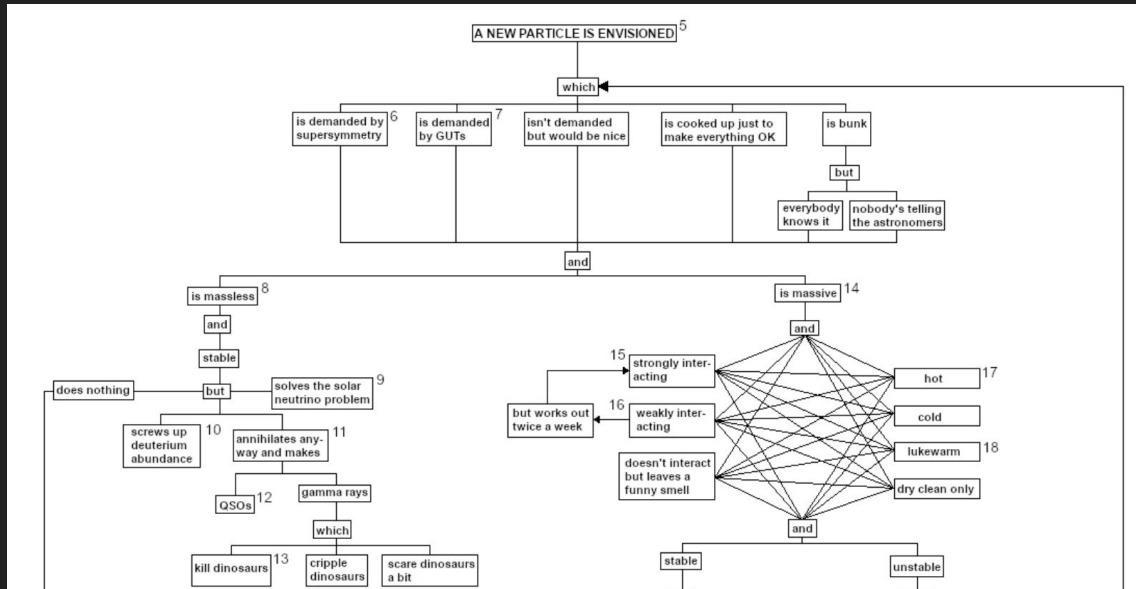 A NEW PARTICLE IS ENVISIONED 5
which
is demanded by 6
supersymmetry
is demanded 7
by GUTs
isn't demanded
but would be nice
is cooked up just to
make everything OK
is bunk
but
everybody
knows it
nobody's telling
the astronomers
and
is massless 8
and
stable
does nothing
but
solves the solar 9
neutrino problem
screws up 10
deuterium
abundance
annihilates any- 11
way and makes
QSOs 12
gamma rays
which
kill dinosaurs 13
cripple
dinosaurs
scare dinosaurs
a bit
is massive 14
and
15 strongly inter-
acting
but works out
twice a week
16 weakly inter-
acting
doesn't interact
but leaves a
funny smell
hot 17
cold
lukewarm 18
dry clean only
and
stable
unstable